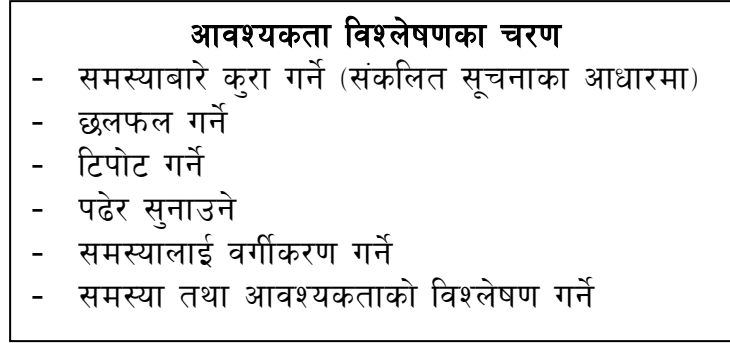 आवश्यकता विश्लेषणका चरण
- समस्याबारे कुरा गर्ने (संकलित सूचनाका आधारमा)
- छलफल गर्ने
- टिपोट गर्ने
- पढेर सुनाउने
- समस्यालाई वर्गीकरण गर्ने
- समस्या तथा आवश्यकताको विश्लेषण गर्ने